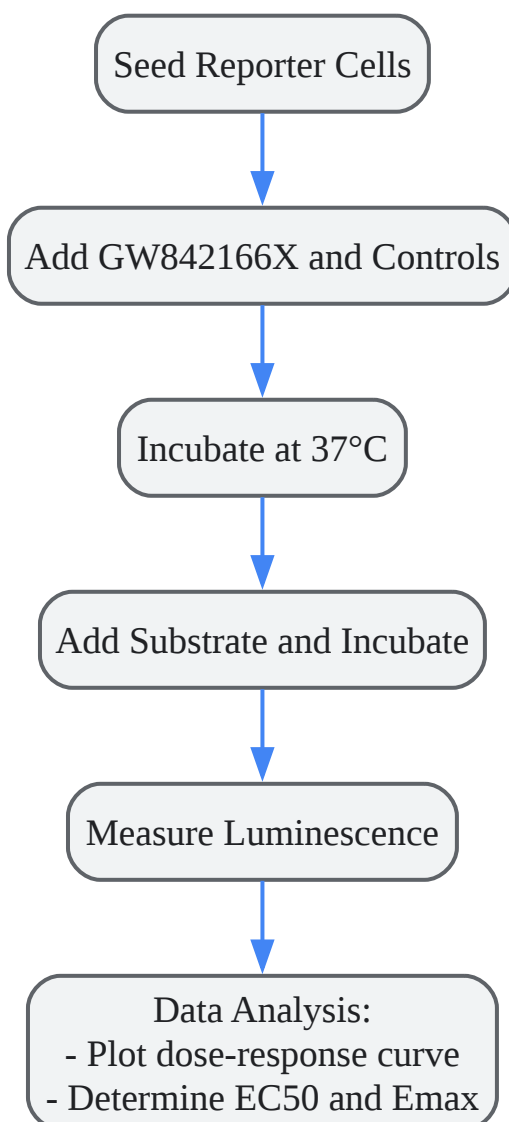 Seed Reporter Cells
Add GW842166X and Controls
Incubate at 37°C
Add Substrate and Incubate
Measure Luminescence
Data Analysis:
- Plot dose-response curve
- Determine EC50 and Emax